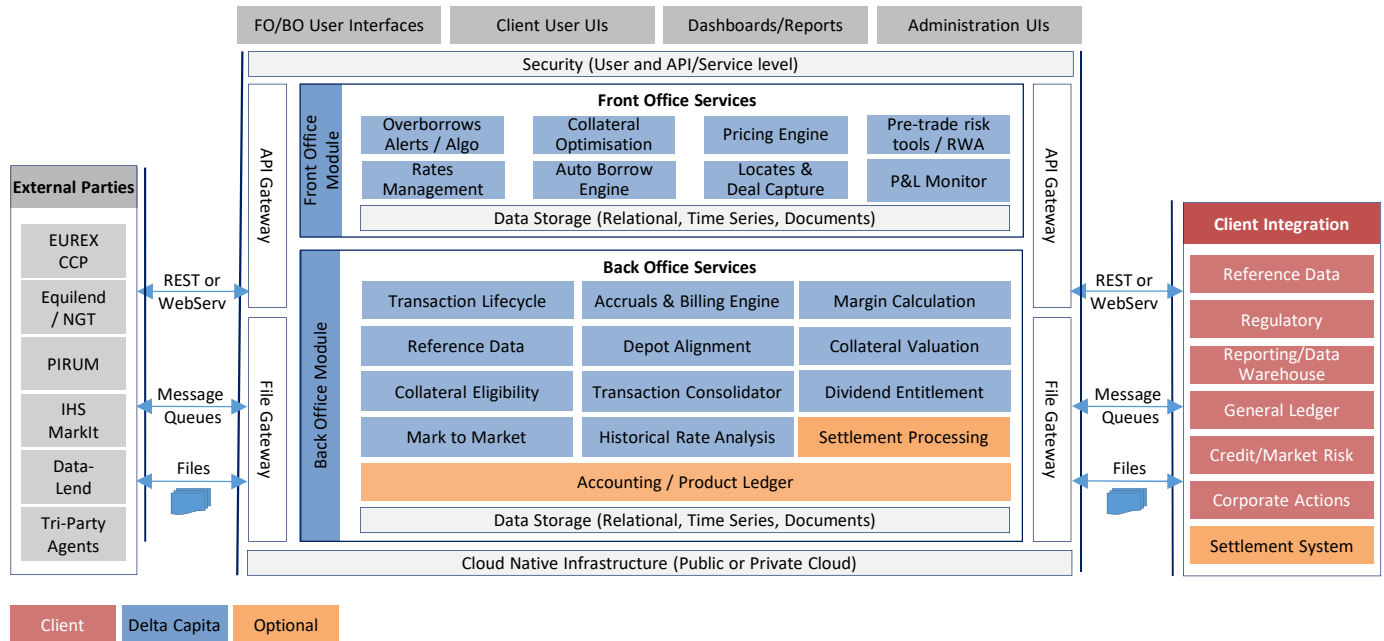 FO/BO User Interfaces
Client User UIs
Dashboards/Reports
Administration UIs
Security (User and API/Service level)
External Parties
EUREX
CCP
Equilend
/ NGT
PIRUM
IHS
MarkIt
Data-
Lend
Tri-Party
Agents
REST or
WebServ
Message
Queues
Files
API Gateway
File Gateway
Front Office
Module
Front Office Services
Overborrows
Alerts / Algo
Collateral
Optimisation
Pricing Engine
Pre-trade risk
tools / RWA
Rates
Management
Auto Borrow
Engine
Locates &
Deal Capture
P&L Monitor
Data Storage (Relational, Time Series, Documents)
Back Office Module
Back Office Services
Transaction Lifecycle
Accruals & Billing Engine
Margin Calculation
Reference Data
Depot Alignment
Collateral Valuation
Collateral Eligibility
Transaction Consolidator
Dividend Entitlement
Mark to Market
Historical Rate Analysis
Settlement Processing
Accounting / Product Ledger
Data Storage (Relational, Time Series, Documents)
Cloud Native Infrastructure (Public or Private Cloud)
API Gateway
File Gateway
REST or
WebServ
Message
Queues
Files
Client Integration
Reference Data
Regulatory
Reporting/Data
Warehouse
General Ledger
Credit/Market Risk
Corporate Actions
Settlement System
Client
Delta Capita
Optional